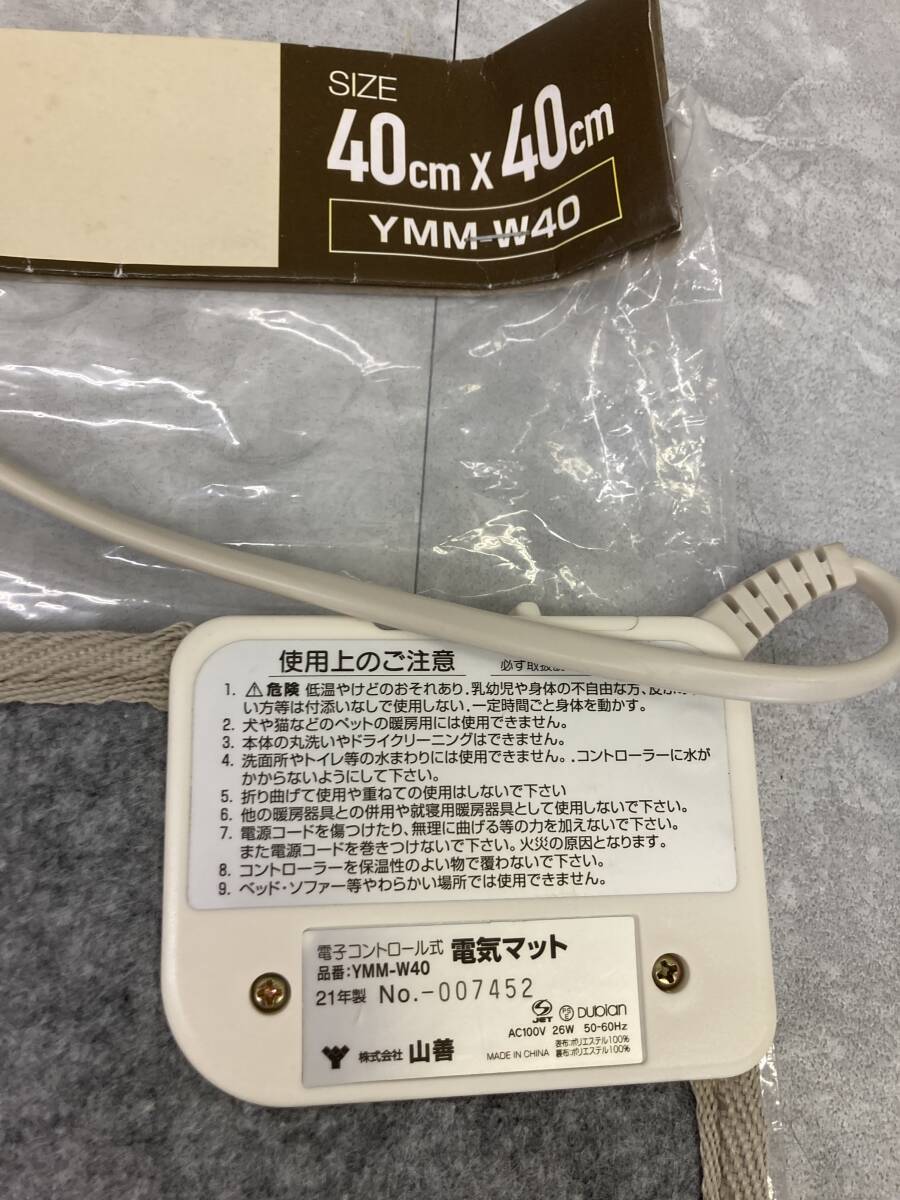 SIZE
40cm X 40cm
YMM-W40
使用上のご注意 必ず取扱
1. ⚠危険 低温やけどのおそれあり.乳幼児や身体の不自由な方、
い方等は付添いなしで使用しない.一定時間ごと身体を動かす。
2. 犬や猫などのペットの暖房用には使用できません。
3. 本体の丸洗いやドライクリーニングはできません。
4. 洗面所やトイレ等の水まわりには使用できません。.コントローラーに水が
かからないようにして下さい。
5. 折り曲げて使用や重ねての使用はしないで下さい
6. 他の暖房器具との併用や就寝用暖房器具として使用しないで下さい。
7. 電源コードを傷つけたり、無理に曲げる等の力を加えないで下さい。
また電源コードを巻きつけないで下さい。火災の原因となります。
8. コントローラーを保温性のよい物で覆わないで下さい。
9. ベッド・ソファー等やわらかい場所では使用できません。
電子コントロール式 電気マット
品番:YMM-W40
21年製 No.-007452
JET PSE Dubian
AC100V 26W 50-60Hz
株式会社 山善 MADE IN CHINA 表布:ポリエステル100%
裏布:ポリエステル100%